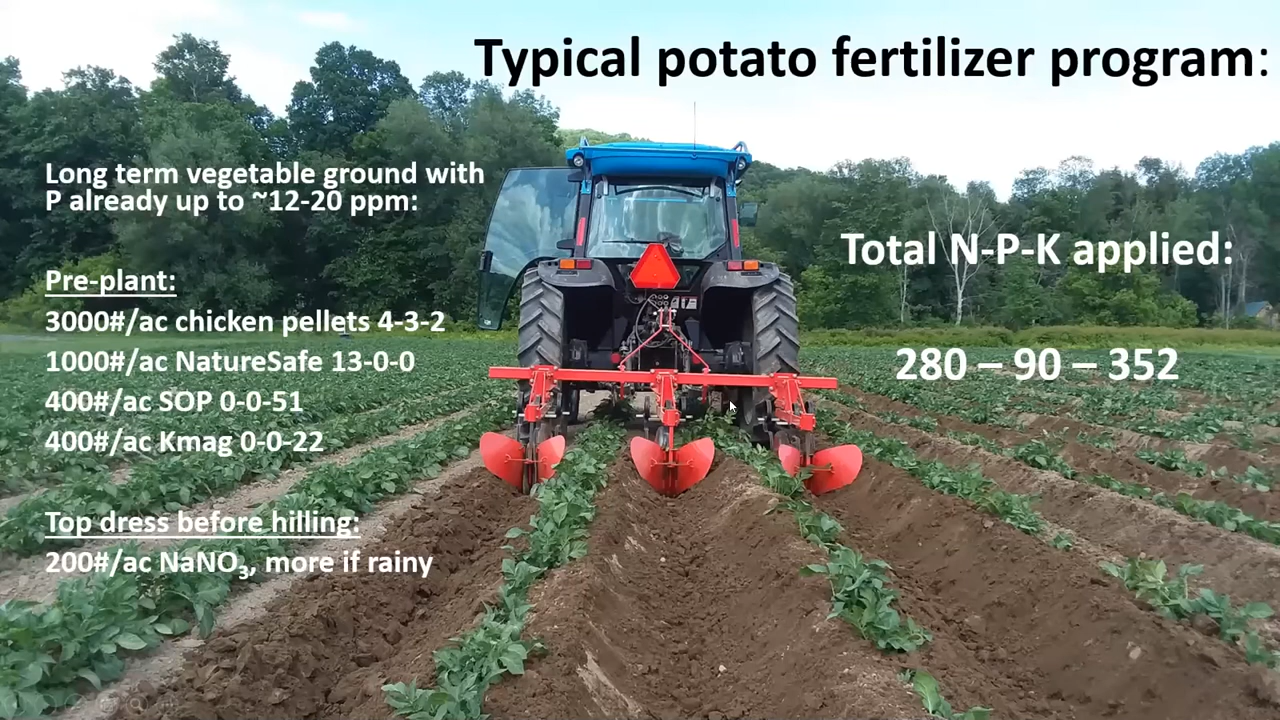 Typical potato fertilizer program:
Long term vegetable ground with
P already up to ~12-20 ppm:
Pre-plant:
3000#/ac chicken pellets 4-3-2
1000#/ac NatureSafe 13-0-0
400#/ac SOP 0-0-51
400#/ac Kmag 0-0-22
Top dress before hilling:
200#/ac NaNO₃, more if rainy
Total N-P-K applied:
280 – 90 – 352